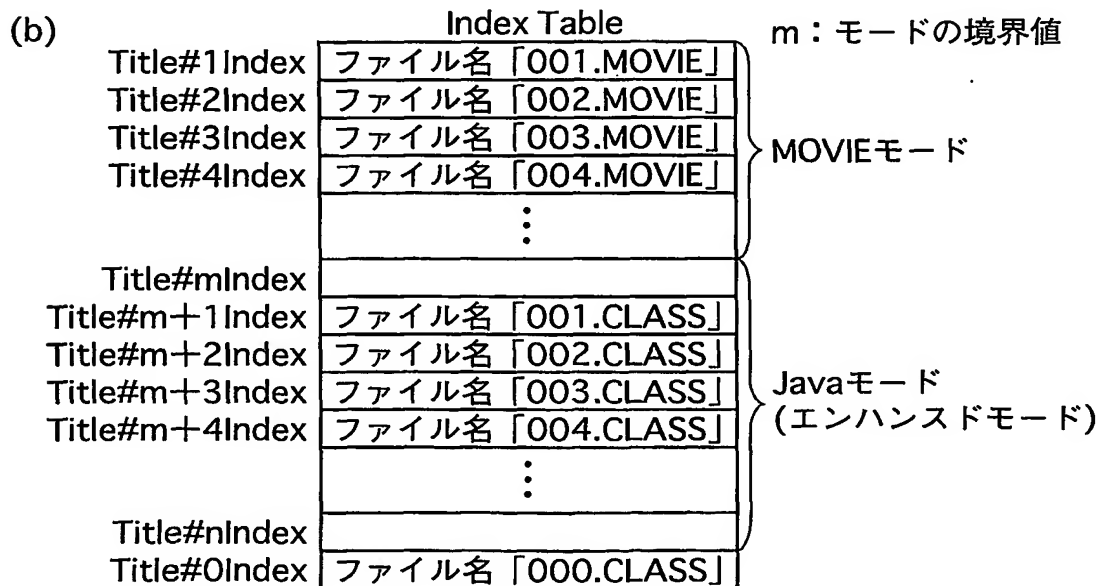 (b)
Index Table
m：モードの境界値
Title#1Index ファイル名「001.MOVIE」
Title#2Index ファイル名「002.MOVIE」
Title#3Index ファイル名「003.MOVIE」
MOVIEモード
Title#4Index ファイル名「004.MOVIE」
⋮
Title#mIndex
Title#m＋1Index ファイル名「001.CLASS」
Title#m＋2Index ファイル名「002.CLASS」
Title#m＋3Index ファイル名「003.CLASS」
Javaモード
(エンハンスドモード)
Title#m＋4Index ファイル名「004.CLASS」
⋮
Title#nIndex
Title#0Index ファイル名「000.CLASS」